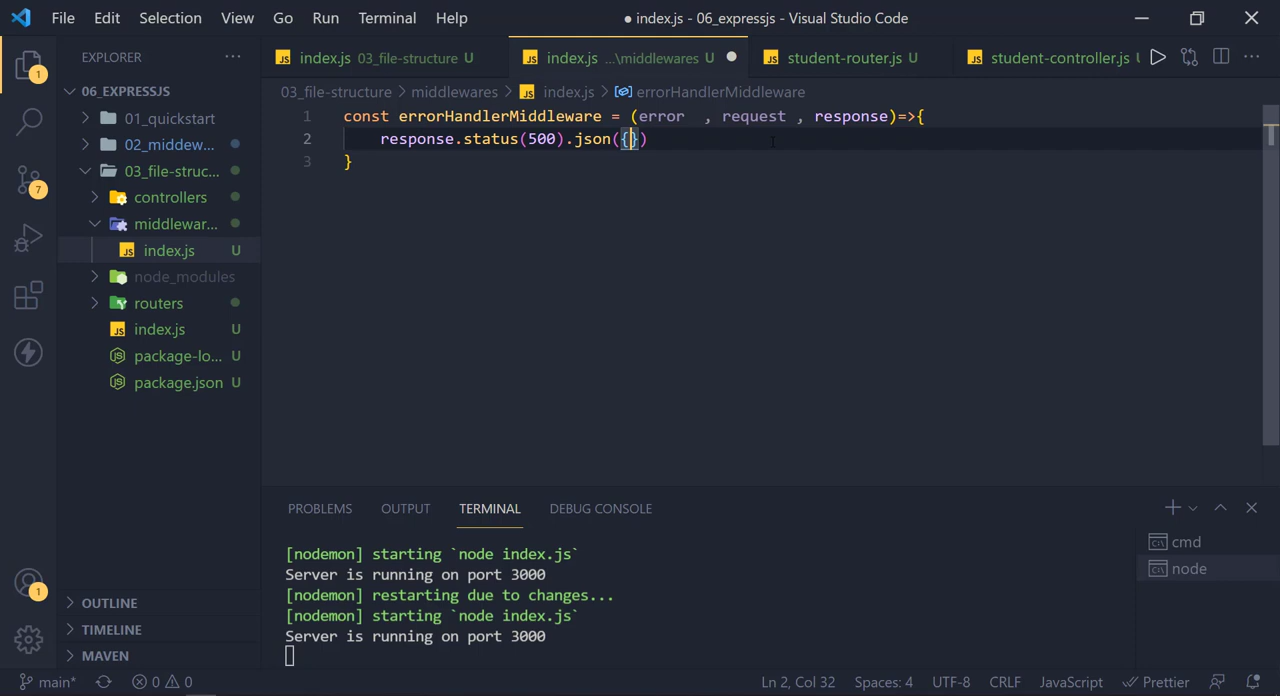 File Edit Selection View Go Run Terminal Help ● index.js - 06_expressjs - Visual Studio Code
EXPLORER ...
index.js 03_file-structure U index.js ...\middlewares U ● student-router.js U student-controller.js
03_file-structure > middlewares > index.js > errorHandlerMiddleware
1
06_EXPRESSJS
01_quickstart
02_middew...
03_file-struc...
controllers
middlewar...
index.js U
node_modules
routers
index.js U
package-lo... U
package.json U
7
1
OUTLINE
TIMELINE
MAVEN
1 const errorHandlerMiddleware = (error  , request , response)=>{
2 response.status(500).json({})
3 }
PROBLEMS OUTPUT TERMINAL DEBUG CONSOLE
[nodemon] starting `node index.js`
Server is running on port 3000
[nodemon] restarting due to changes...
[nodemon] starting `node index.js`
Server is running on port 3000
cmd
node
main* 0 0 Ln 2, Col 32 Spaces: 4 UTF-8 CRLF JavaScript Prettier